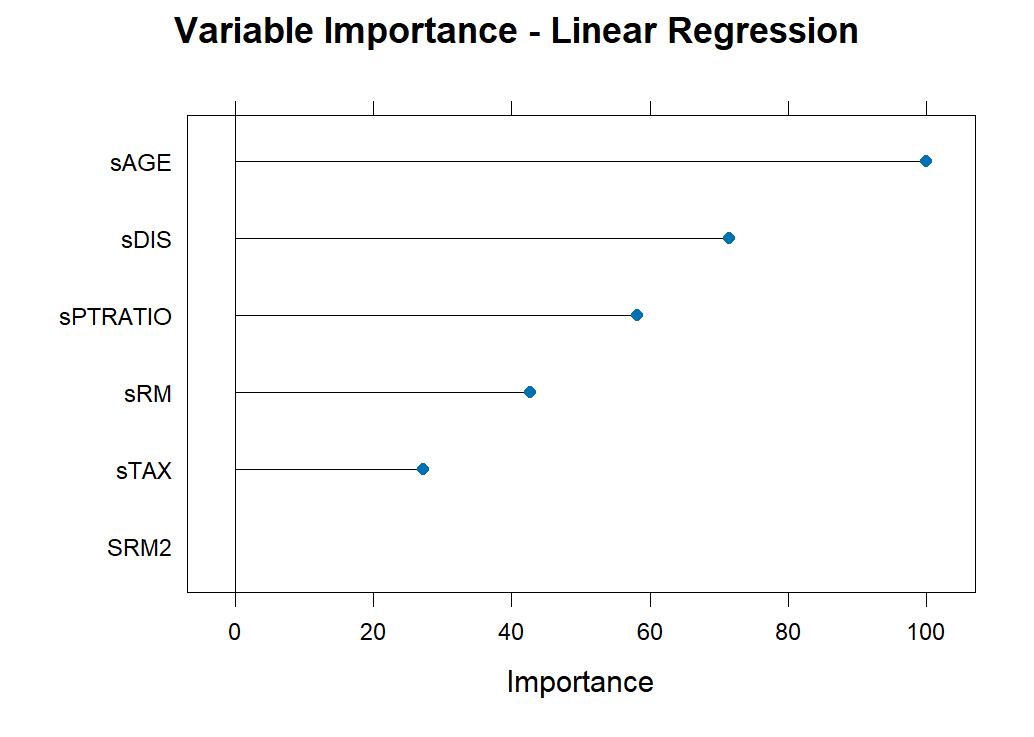 Variable Importance - Linear Regression
sAGE
sDIS
sPTRATIO
sRM
sTAX
SRM2
0 20 40 60 80 100
Importance